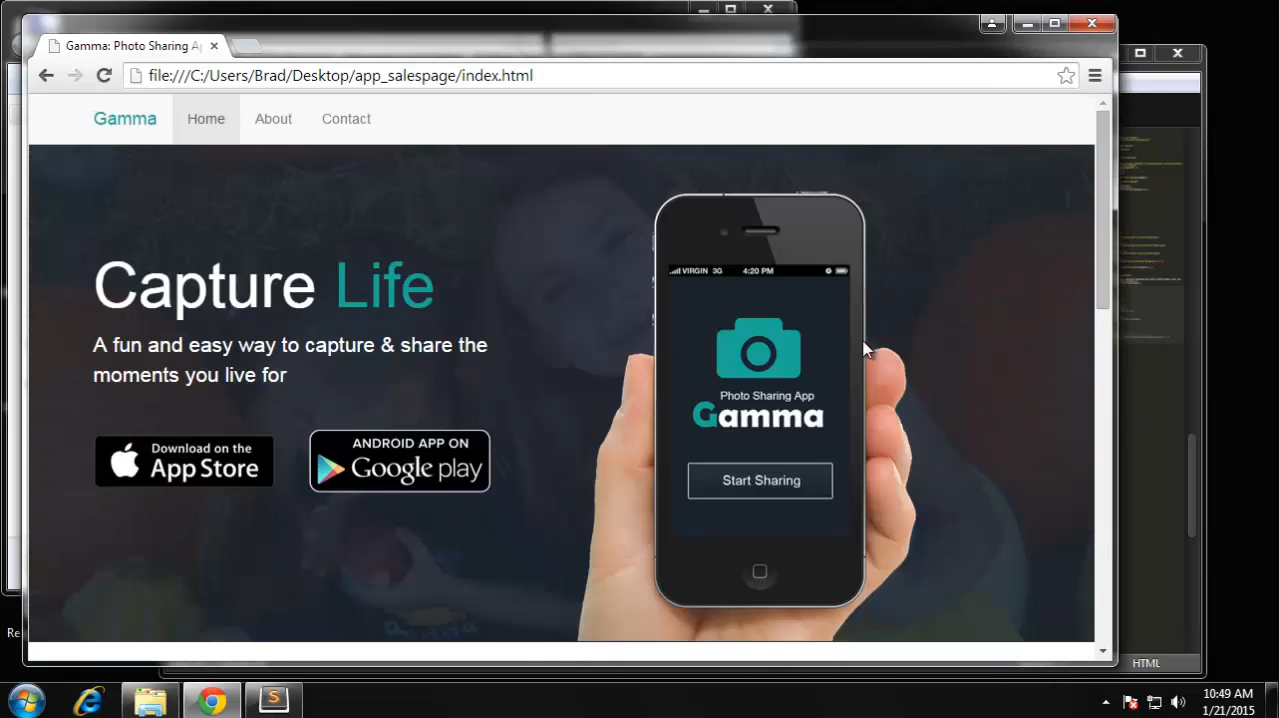 Gamma: Photo Sharing A
file:///C:/Users/Brad/Desktop/app_salespage/index.html
Gamma Home About Contact
Capture Life
A fun and easy way to capture & share the
moments you live for
Download on the
App Store
ANDROID APP ON
Google play
VIRGIN 3G 4:20 PM
Photo Sharing App
Gamma
Start Sharing
Re
HTML
10:49 AM
1/21/2015